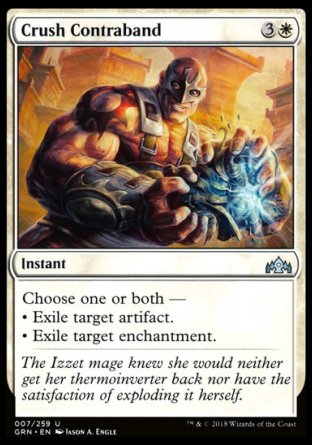 Crush Contraband 3
Instant
Choose one or both —
• Exile target artifact.
• Exile target enchantment.
The Izzet mage knew she would neither
get her thermoinverter back nor have the
satisfaction of exploding it herself.
007/259 U
GRN • EN Jason A. Engle
™ & © 2018 Wizards of the Coast